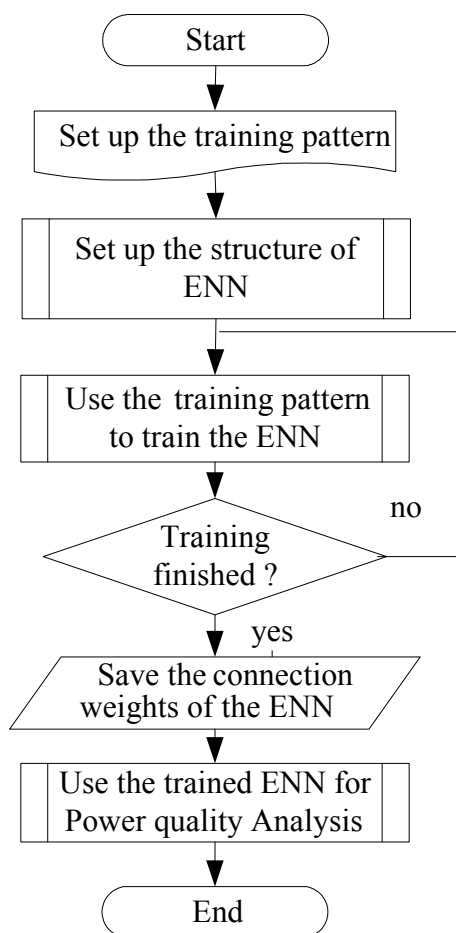 Start
Set up the training pattern
Set up the structure of
ENN
Use the training pattern
to train the ENN
no
Training
finished ?
yes
Save the connection
weights of the ENN
Use the trained ENN for
Power quality Analysis
End